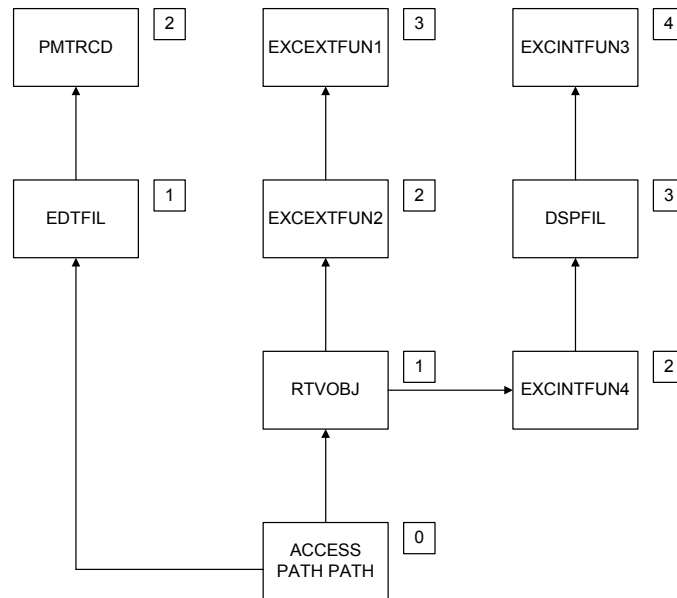 PMTRCD
2
EXCEXTFUN1
3
EXCINTFUN3
4
EDTFIL
1
EXCEXTFUN2
2
DSPFIL
3
RTVOBJ
1
EXCINTFUN4
2
ACCESS
PATH PATH
0